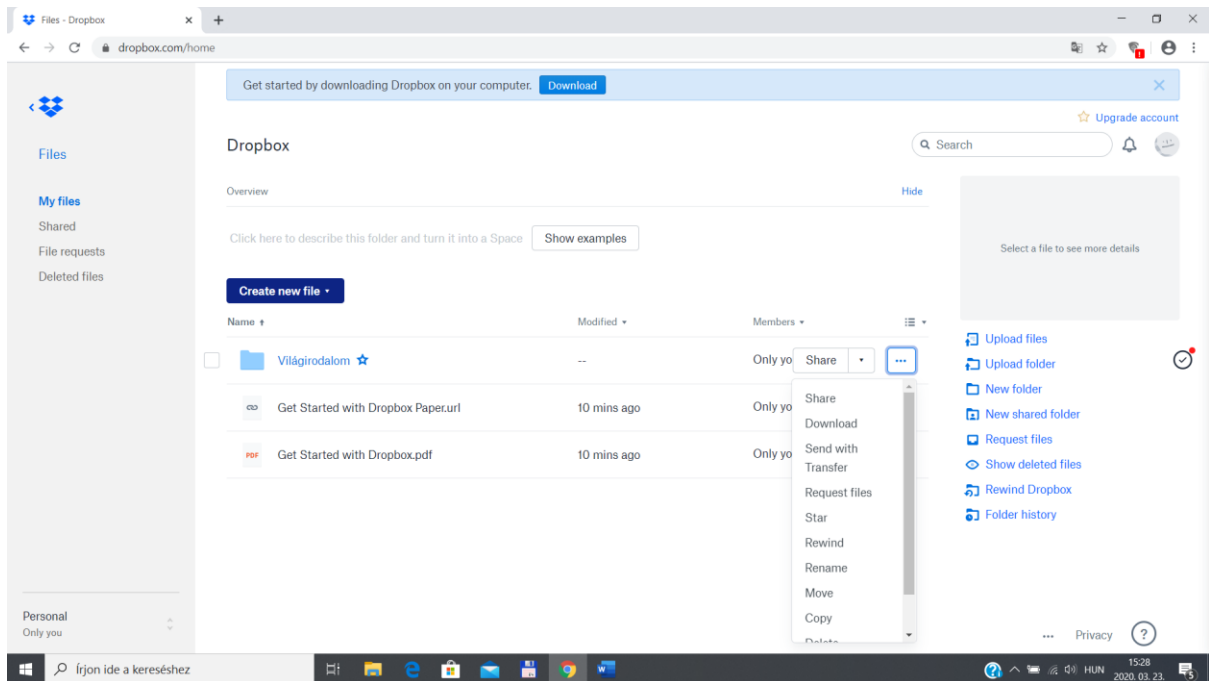 Files - Dropbox
dropbox.com/home
Get started by downloading Dropbox on your computer. Download
Upgrade account
Files
Dropbox
Search
My files
Shared
File requests
Deleted files
Overview
Hide
Click here to describe this folder and turn it into a Space
Show examples
Select a file to see more details
Create new file
Name
Modified
Members
Világirodalom
--
Only yo
Share
Get Started with Dropbox Paper.url
10 mins ago
Only yo
PDF
Get Started with Dropbox.pdf
10 mins ago
Only yo
Share
Download
Send with
Transfer
Request files
Star
Rewind
Rename
Move
Copy
Delete
Upload files
Upload folder
New folder
New shared folder
Request files
Show deleted files
Rewind Dropbox
Folder history
Personal
Only you
Privacy
Írjon ide a kereséshez
HUN
15:28
2020. 03. 23.
5